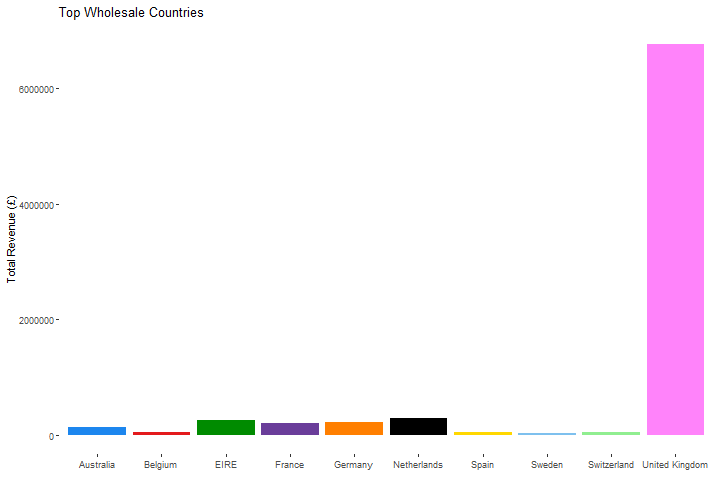 Top Wholesale Countries
Total Revenue (£)
6000000
4000000
2000000
0
Australia Belgium EIRE France Germany Netherlands Spain Sweden Switzerland United Kingdom